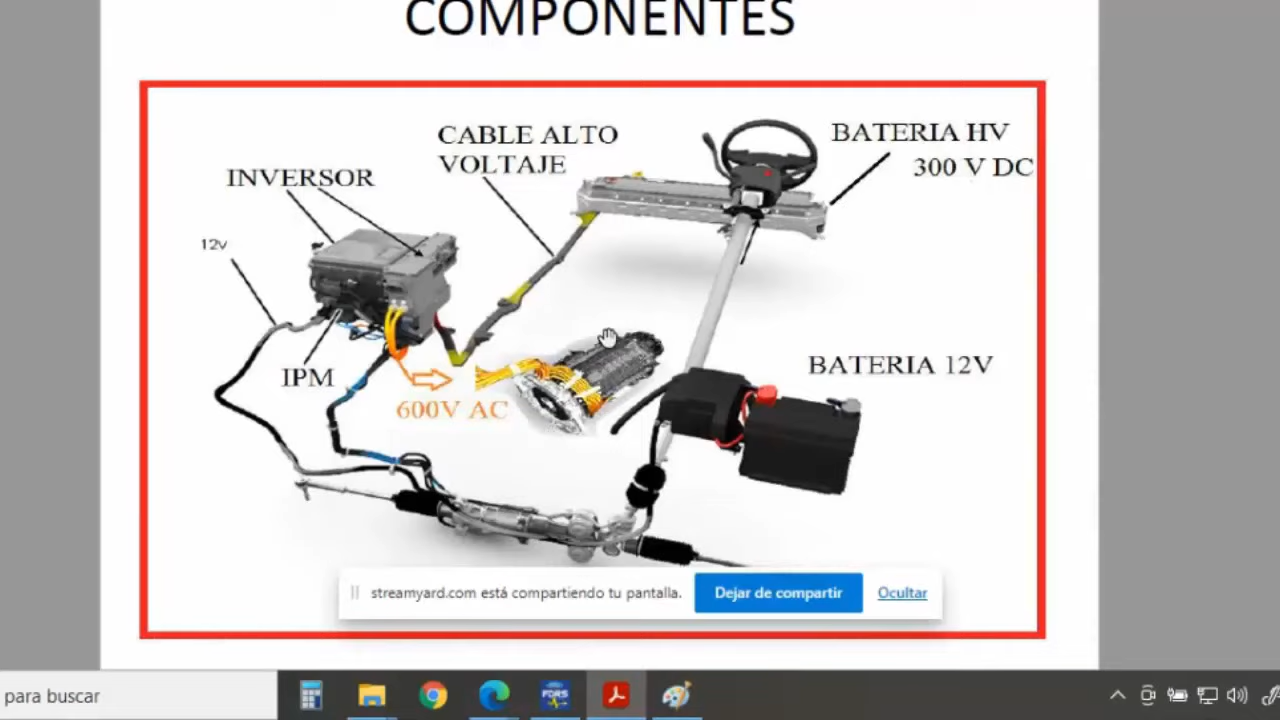 COMPONENTES
CABLE ALTO
VOLTAJE
BATERIA HV
300 V DC
INVERSOR
12V
IPM
600V AC
BATERIA 12V
streamyard.com está compartiendo tu pantalla.
Dejar de compartir
Ocultar
para buscar
FDRS